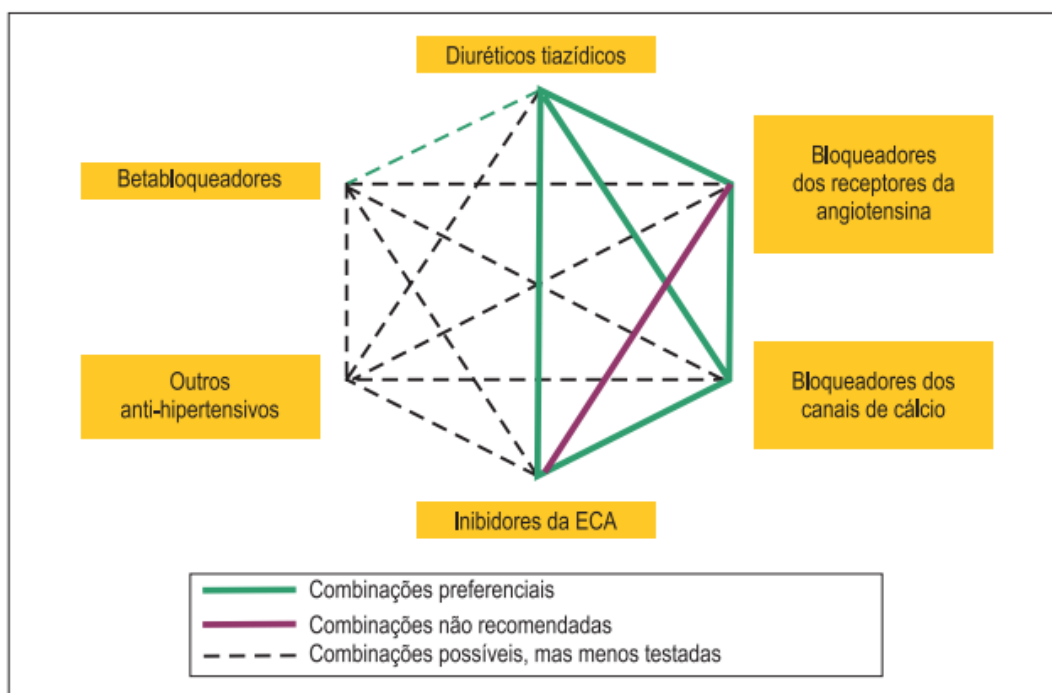 Diuréticos tiazídicos
Betabloqueadores
Bloqueadores
dos receptores da
angiotensina
Outros
anti-hipertensivos
Bloqueadores dos
canais de cálcio
Inibidores da ECA
Combinações preferenciais
Combinações não recomendadas
Combinações possíveis, mas menos testadas